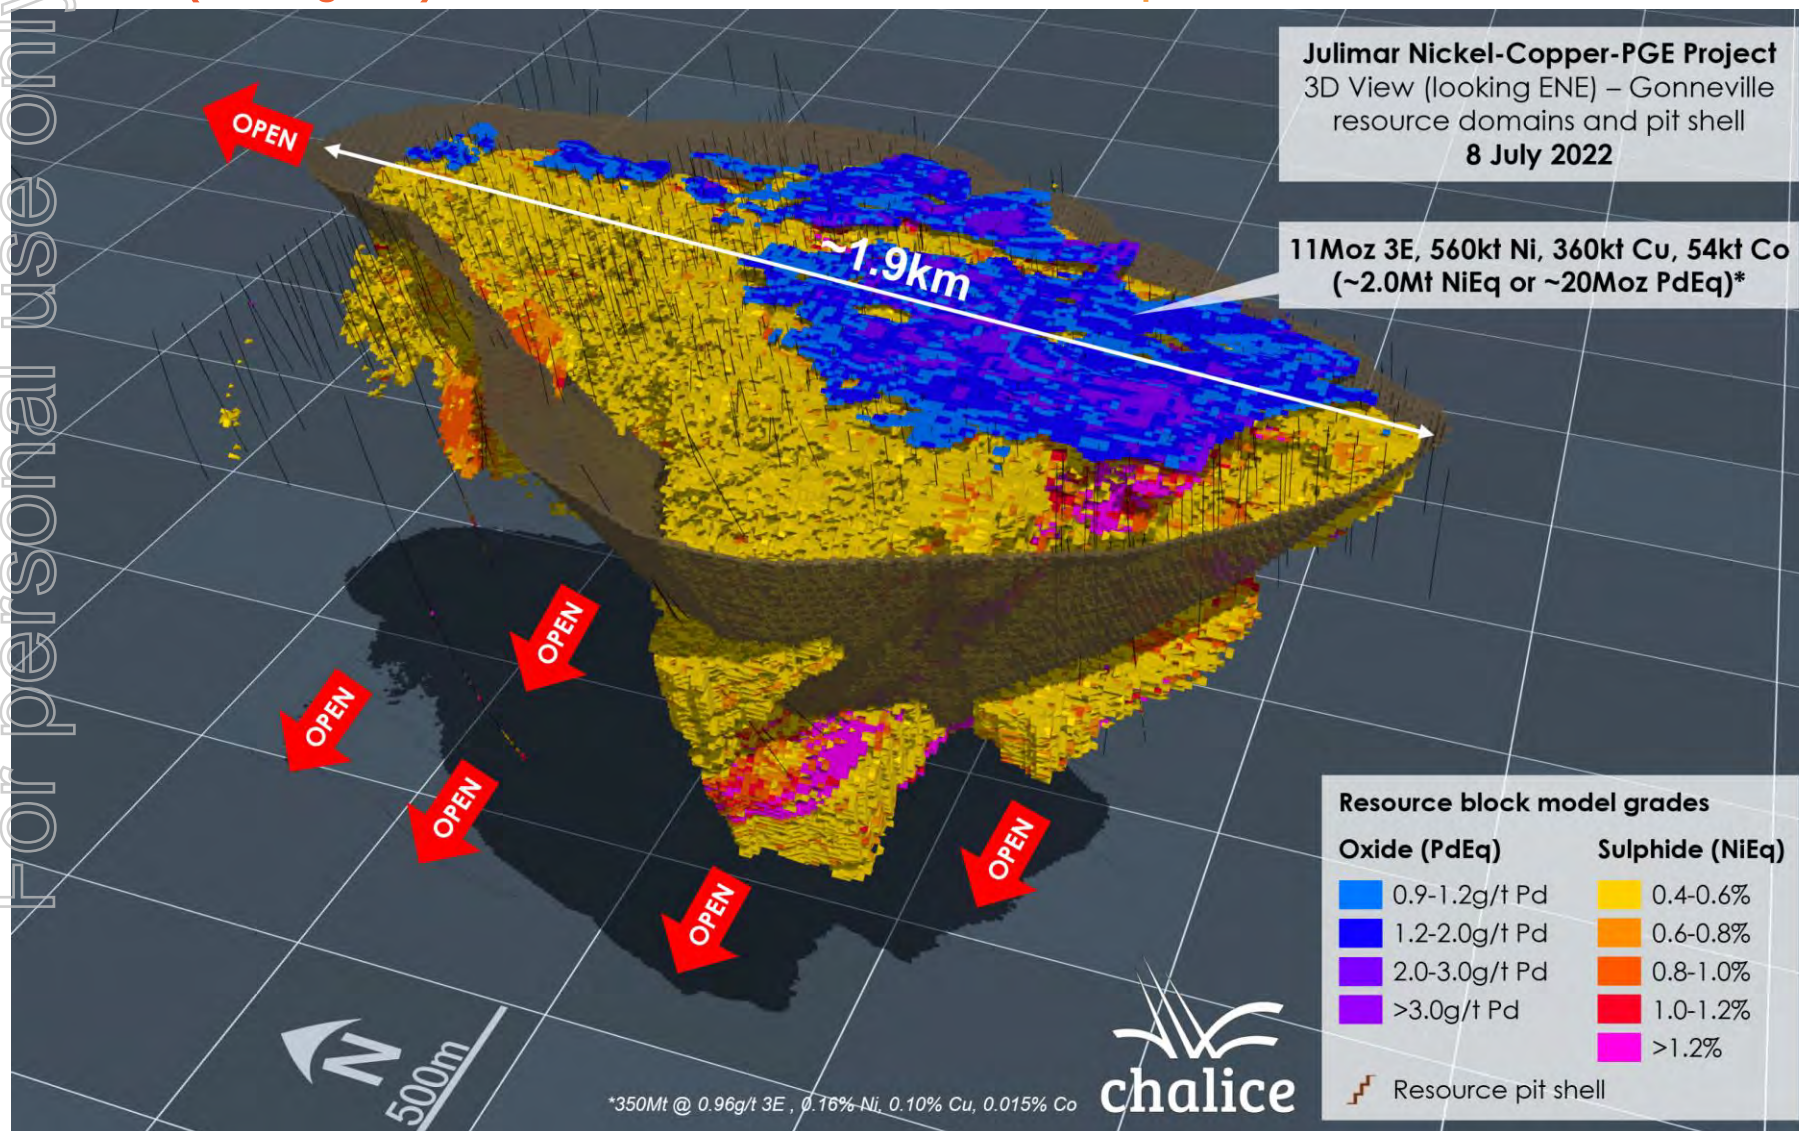 For personal use only
Julimar Nickel-Copper-PGE Project
3D View (looking ENE) – Gonneville
resource domains and pit shell
8 July 2022
OPEN
~1.9km
11Moz 3E, 560kt Ni, 360kt Cu, 54kt Co
(~2.0Mt NiEq or ~20Moz PdEq)*
OPEN
OPEN
OPEN
OPEN
OPEN
Resource block model grades
Oxide (PdEq)
0.9-1.2g/t Pd
1.2-2.0g/t Pd
2.0-3.0g/t Pd
>3.0g/t Pd
Sulphide (NiEq)
0.4-0.6%
0.6-0.8%
0.8-1.0%
1.0-1.2%
>1.2%
Resource pit shell
N
500m
*350Mt @ 0.96g/t 3E , 0.16% Ni, 0.10% Cu, 0.015% Co
chalice